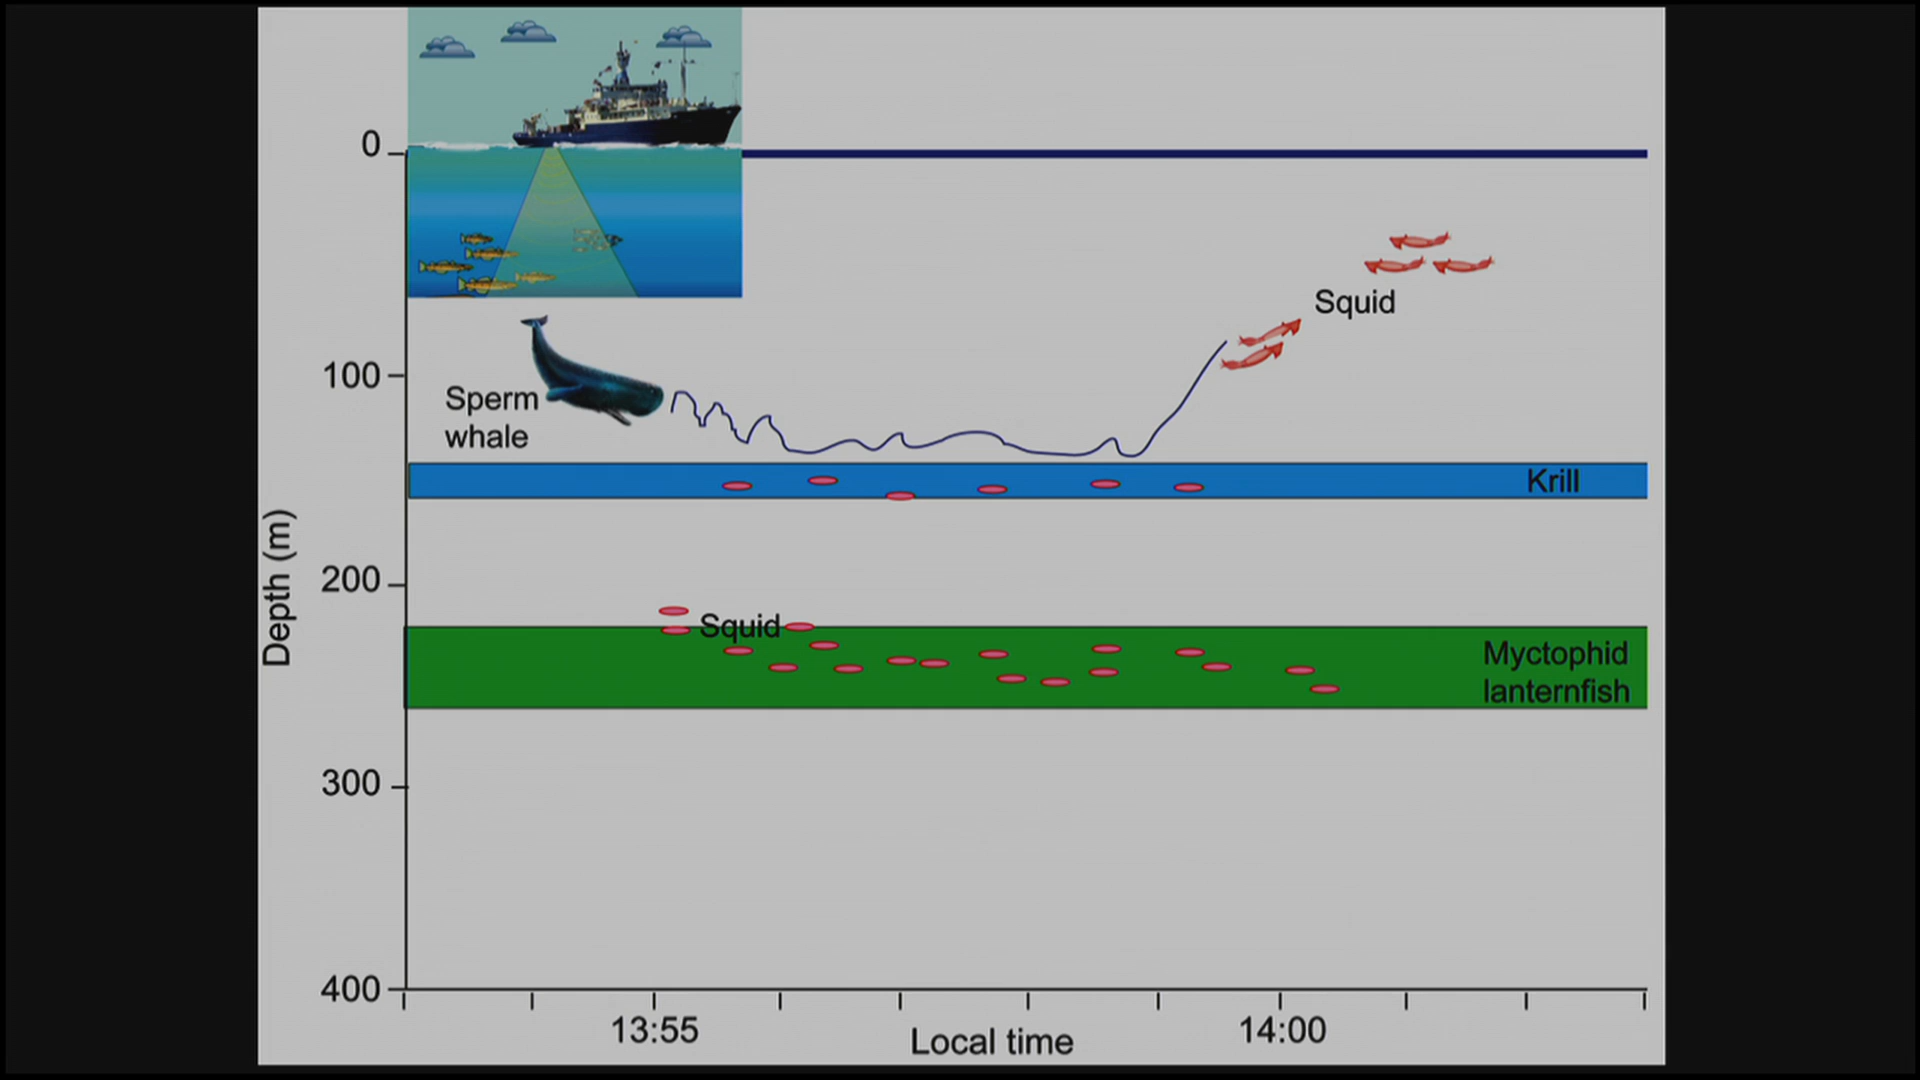 0
Squid
100
Sperm
whale
Krill
Depth (m)
200
Squid
Myctophid
lanternfish
300
400
13:55
14:00
Local time